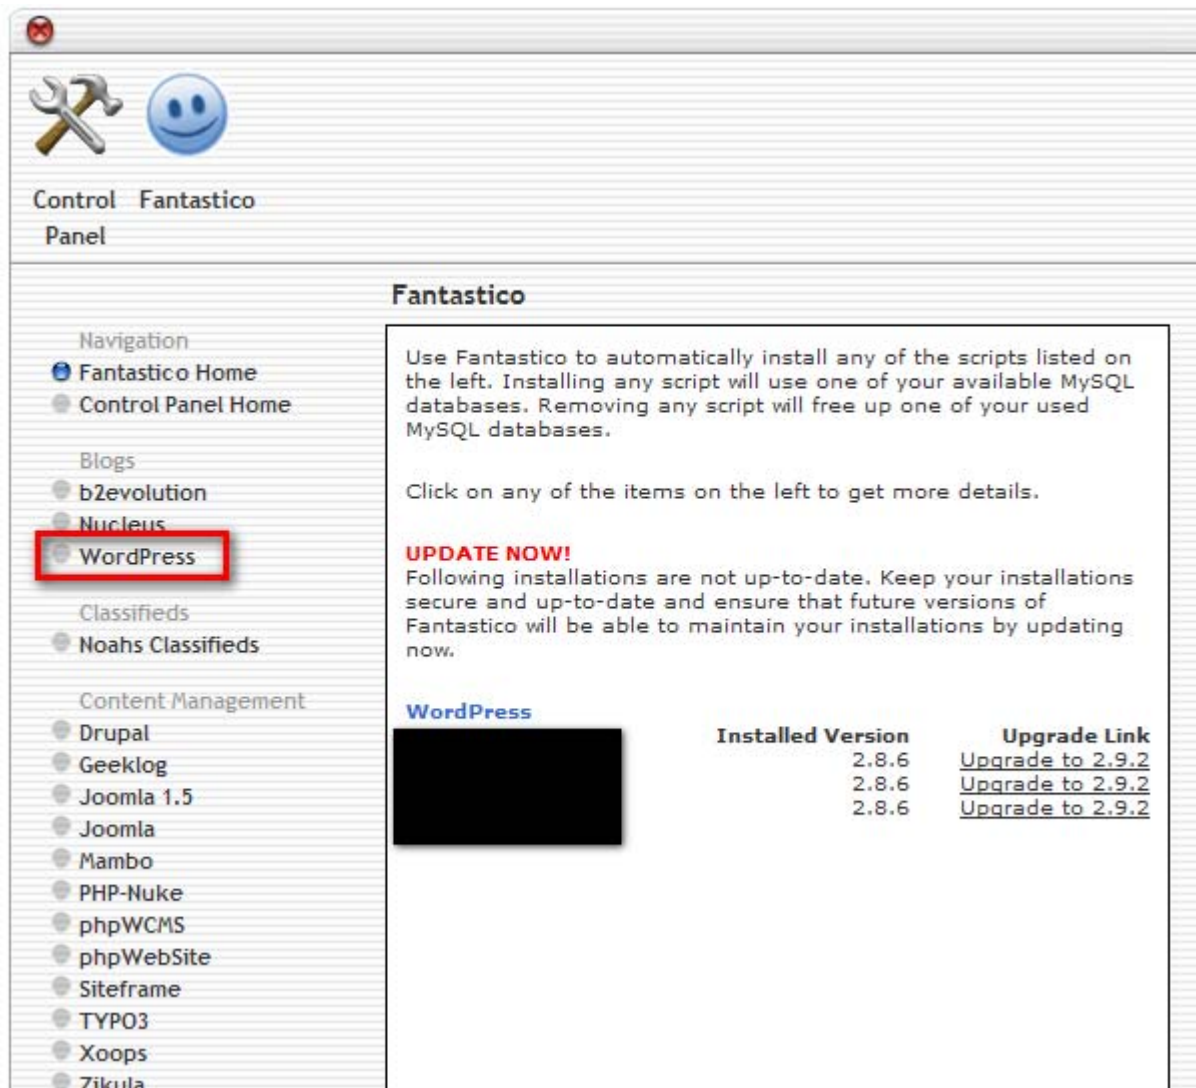 Control Fantastico
Panel
Fantastico
Navigation
Fantastico Home
Control Panel Home
Blogs
b2evolution
Nucleus
WordPress
Classifieds
Noahs Classifieds
Content Management
Drupal
Geeklog
Joomla 1.5
Joomla
Mambo
PHP-Nuke
phpWCMS
phpWebSite
Siteframe
TYPO3
Xoops
Zikula
Use Fantastico to automatically install any of the scripts listed on
the left. Installing any script will use one of your available MySQL
databases. Removing any script will free up one of your used
MySQL databases.
Click on any of the items on the left to get more details.
UPDATE NOW!
Following installations are not up-to-date. Keep your installations
secure and up-to-date and ensure that future versions of
Fantastico will be able to maintain your installations by updating
now.
WordPress
Installed Version Upgrade Link
2.8.6 Upgrade to 2.9.2
2.8.6 Upgrade to 2.9.2
2.8.6 Upgrade to 2.9.2